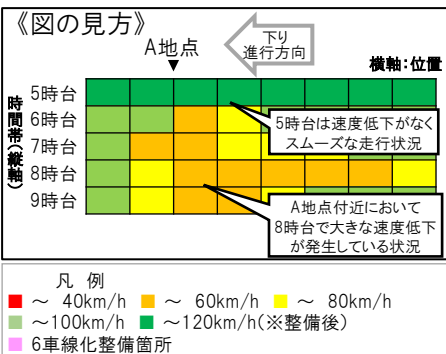 《図の見方》
A地点
▼
下り
進行方向
横軸:位置
時間帯(縦軸)
5時台
6時台
7時台
8時台
9時台
5時台は速度低下がなく
スムーズな走行状況
A地点付近において
8時台で大きな速度低下
が発生している状況
凡 例
■ ～ 40km/h ■ ～ 60km/h ■ ～ 80km/h
■ ～100km/h ■ ～120km/h(※整備後)
■ 6車線化整備箇所